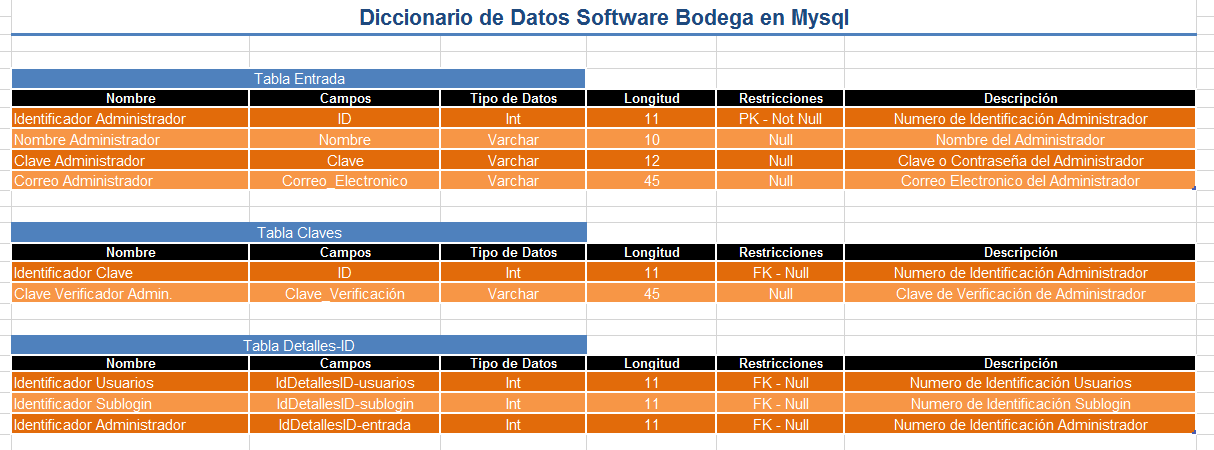 Diccionario de Datos Software Bodega en Mysql
Tabla Entrada
Nombre Campos Tipo de Datos Longitud Restricciones Descripción
Identificador Administrador ID Int 11 PK - Not Null Numero de Identificación Administrador
Nombre Administrador Nombre Varchar 10 Null Nombre del Administrador
Clave Administrador Clave Varchar 12 Null Clave o Contraseña del Administrador
Correo Administrador Correo_Electronico Varchar 45 Null Correo Electronico del Administrador
Tabla Claves
Nombre Campos Tipo de Datos Longitud Restricciones Descripción
Identificador Clave ID Int 11 FK - Null Numero de Identificación Administrador
Clave Verificador Admin. Clave_Verificación Varchar 45 Null Clave de Verificación de Administrador
Tabla Detalles-ID
Nombre Campos Tipo de Datos Longitud Restricciones Descripción
Identificador Usuarios IdDetallesID-usuarios Int 11 FK - Null Numero de Identificación Usuarios
Identificador Sublogin IdDetallesID-sublogin Int 11 FK - Null Numero de Identificación Sublogin
Identificador Administrador IdDetallesID-entrada Int 11 FK - Null Numero de Identificación Administrador